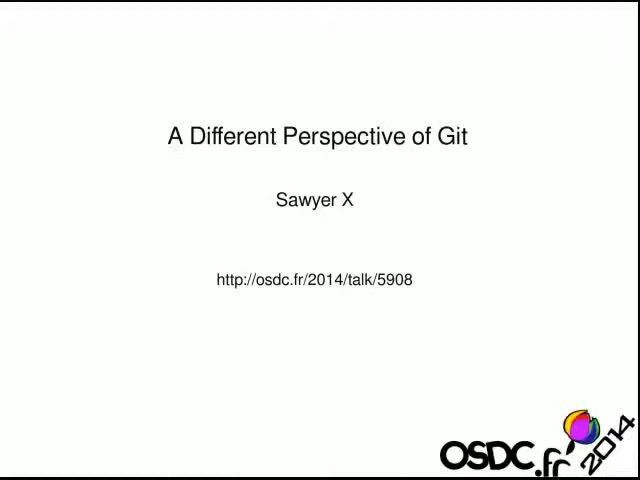 A Different Perspective of Git
Sawyer X
http://osdc.fr/2014/talk/5908
OSDC.fr 2014